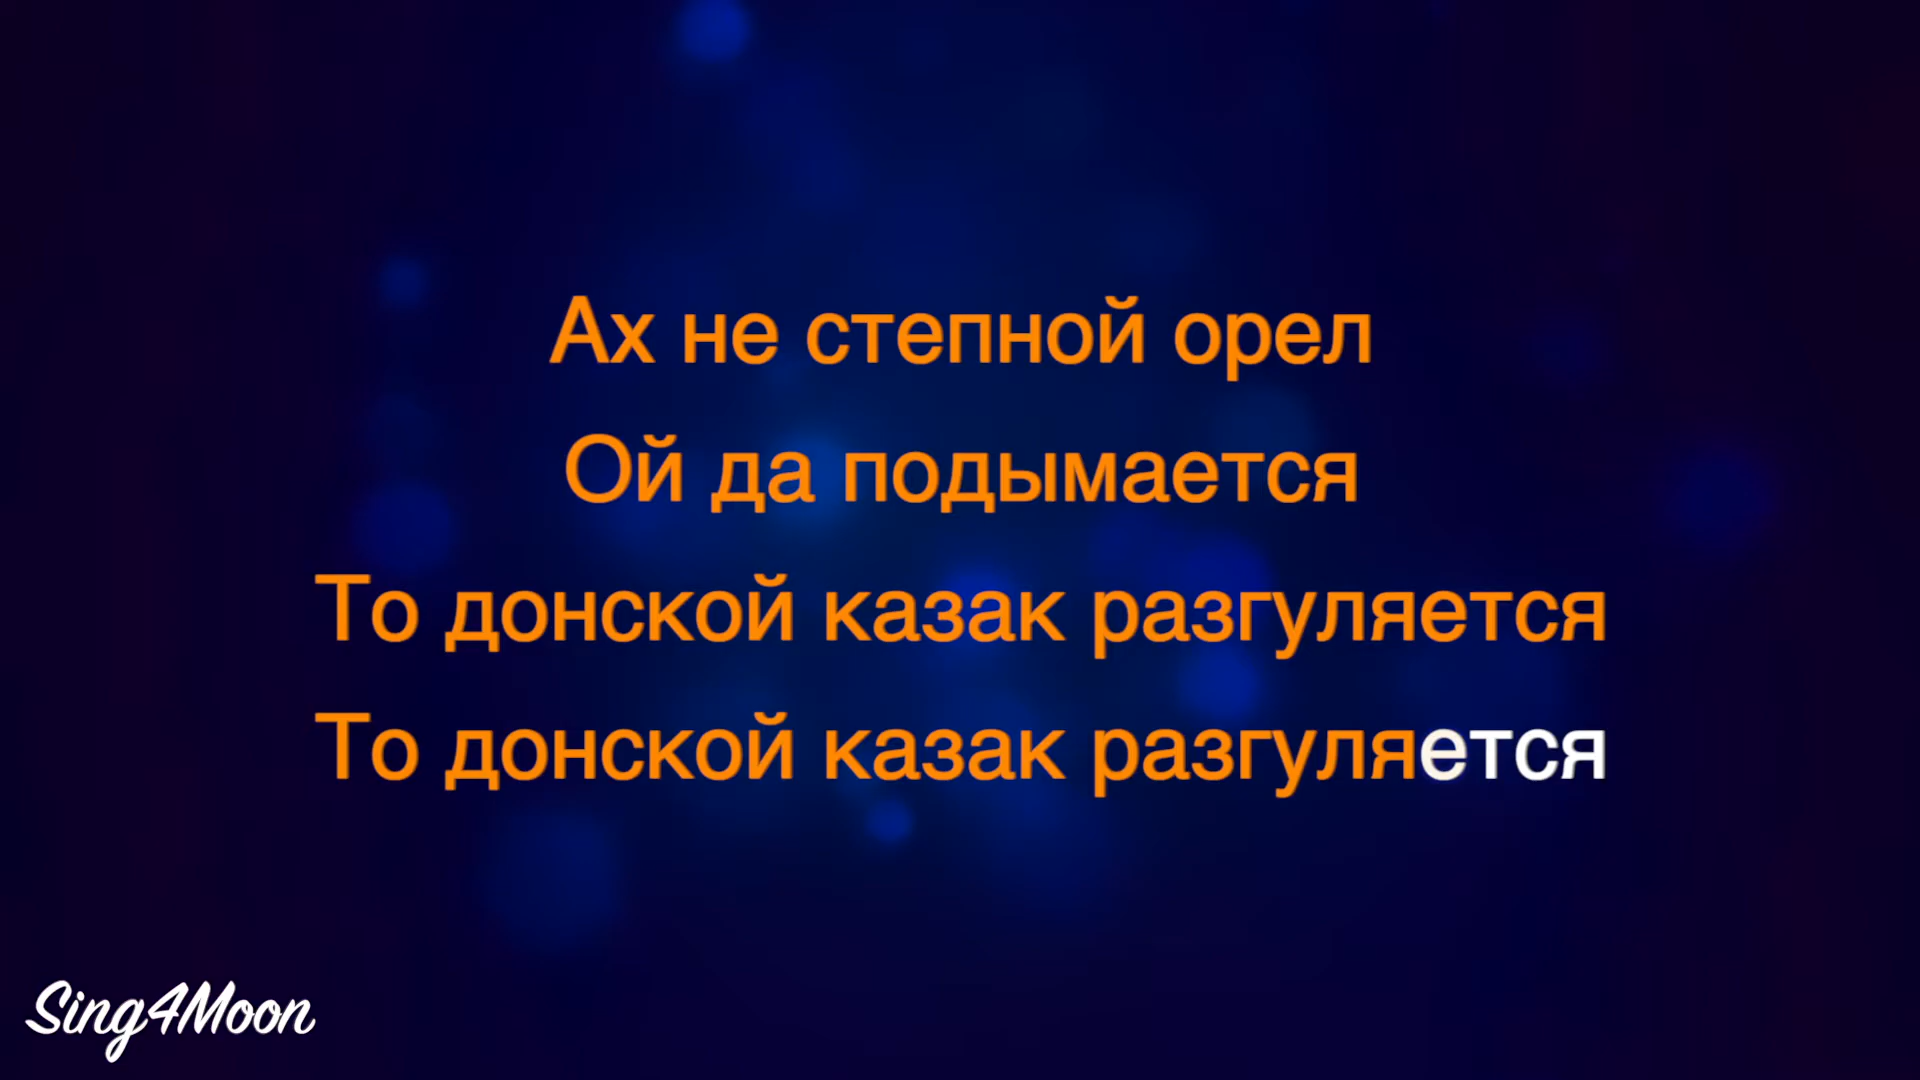 Ах не степной орел
Ой да подымается
То донской казак разгуляется
То донской казак разгуляется
Sing4Moon